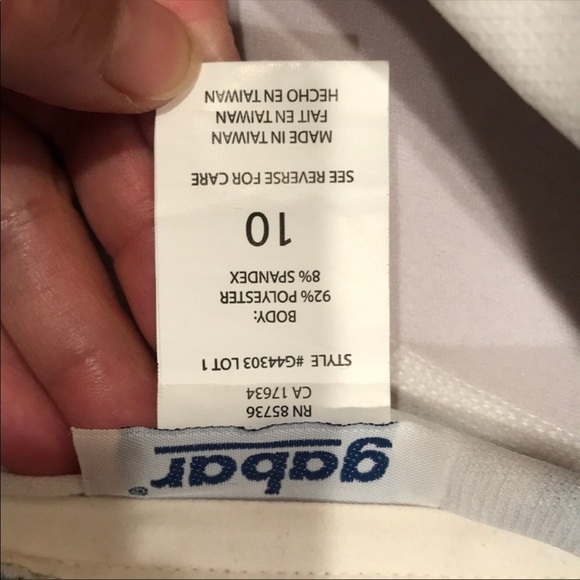 gabar®
RN 85736
CA 17634
STYLE #G44303 LOT 1
BODY:
92% POLYESTER
8% SPANDEX
10
SEE REVERSE FOR CARE
MADE IN TAIWAN
FAIT EN TAIWAN
HECHO EN TAIWAN